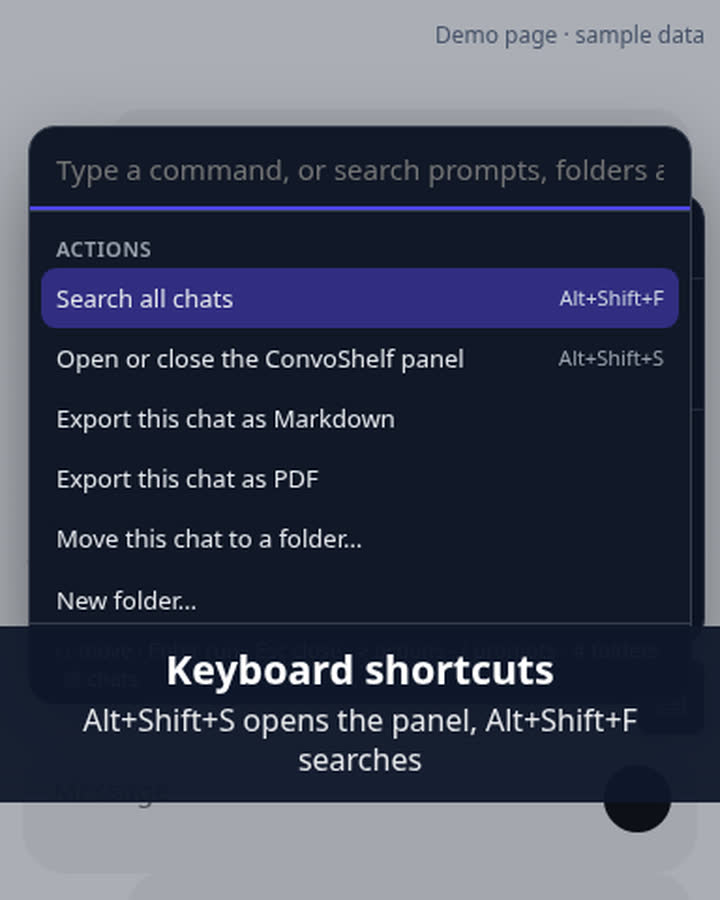 Demo page · sample data
Type a command, or search prompts, folders a
ACTIONS
Search all chats Alt+Shift+F
Open or close the ConvoShelf panel Alt+Shift+S
Export this chat as Markdown
Export this chat as PDF
Move this chat to a folder...
New folder...
Keyboard shortcuts
Alt+Shift+S opens the panel, Alt+Shift+F
searches